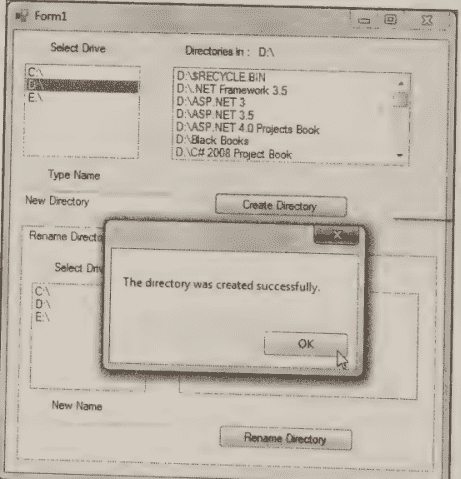 Form1
Select Drive
Directories in : D:\
C:\
D:\
E:\
D:\$RECYCLE.BIN
D:\.NET Framework 3.5
D:\ASP.NET 3
D:\ASP.NET 3.5
D:\ASP.NET 4.0 Projects Book
D:\Black Books
D:\C# 2008 Project Book
Type Name
New Directory
Create Directory
Rename Directo
Select Driv
C:\
D:\
E:\
The directory was created successfully.
OK
New Name
Rename Directory